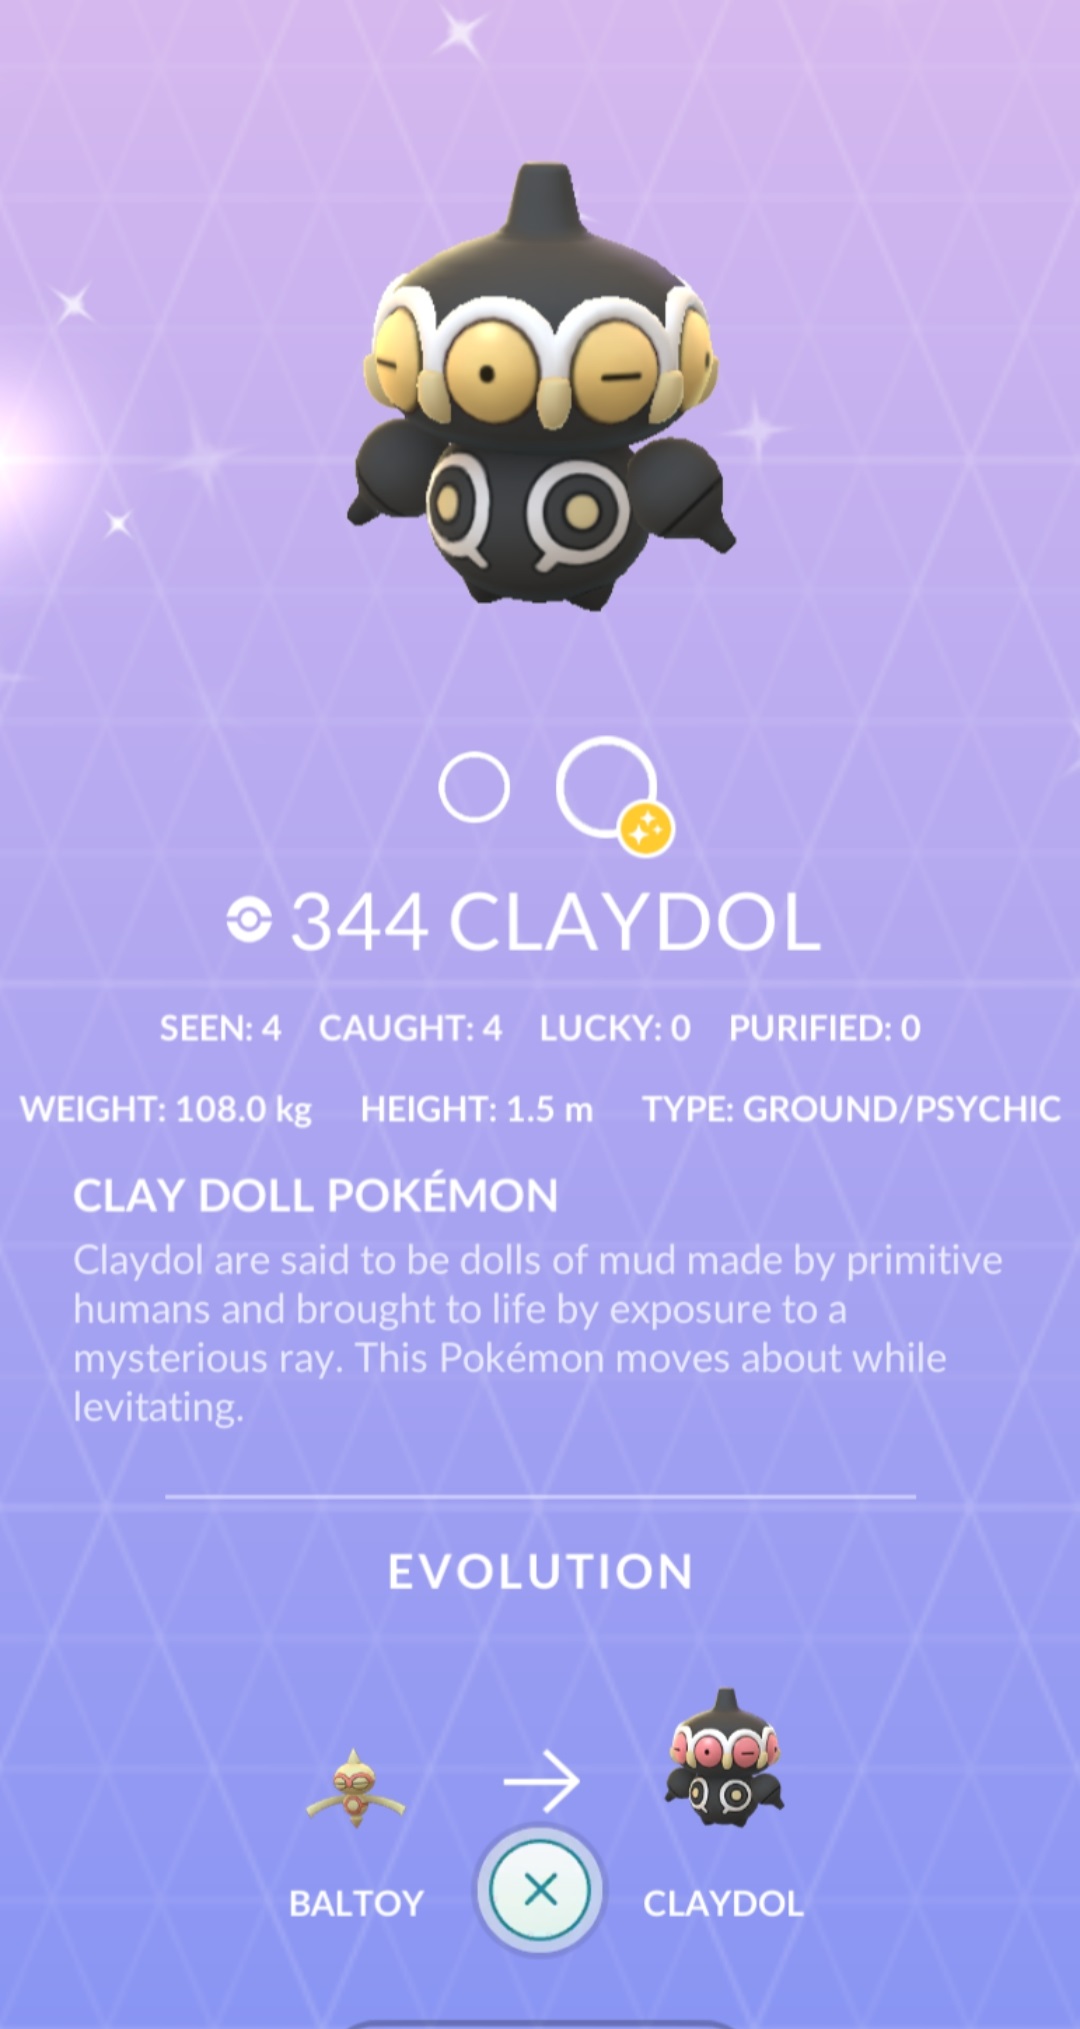 344 CLAYDOL
SEEN: 4 CAUGHT: 4 LUCKY: 0 PURIFIED: 0
WEIGHT: 108.0 kg HEIGHT: 1.5 m TYPE: GROUND/PSYCHIC
CLAY DOLL POKÉMON
Claydol are said to be dolls of mud made by primitive
humans and brought to life by exposure to a
mysterious ray. This Pokémon moves about while
levitating.
EVOLUTION
BALTOY CLAYDOL